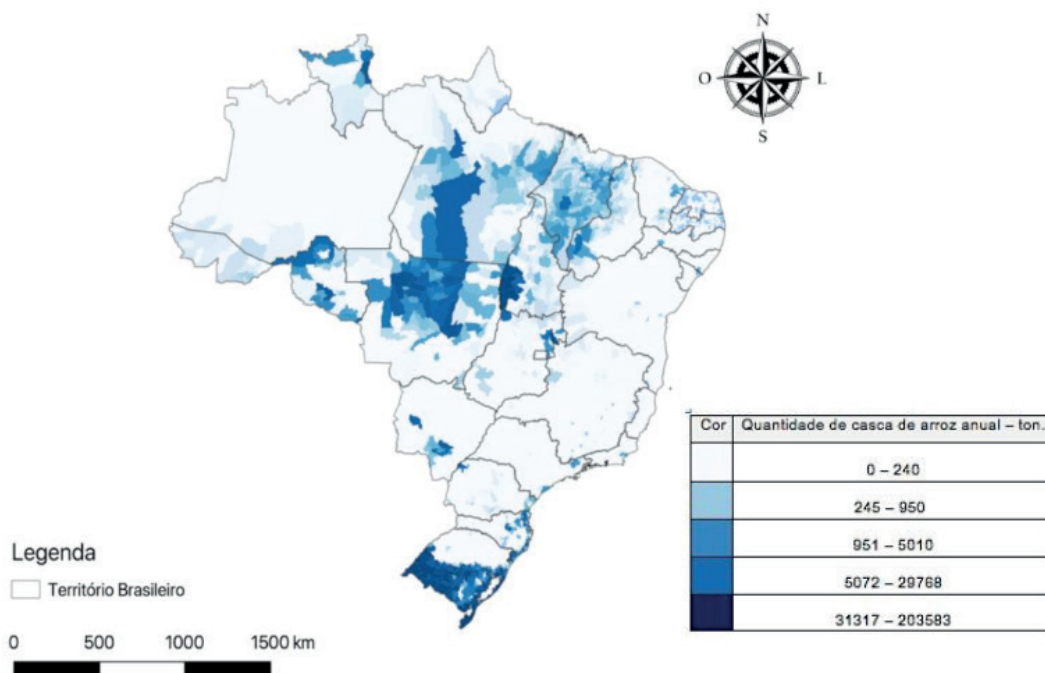 N
O
L
S
Cor Quantidade de casca de arroz anual – ton.
0 – 240
245 – 950
951 – 5010
5072 – 29768
31317 – 203583
Legenda
Território Brasileiro
0 500 1000 1500 km